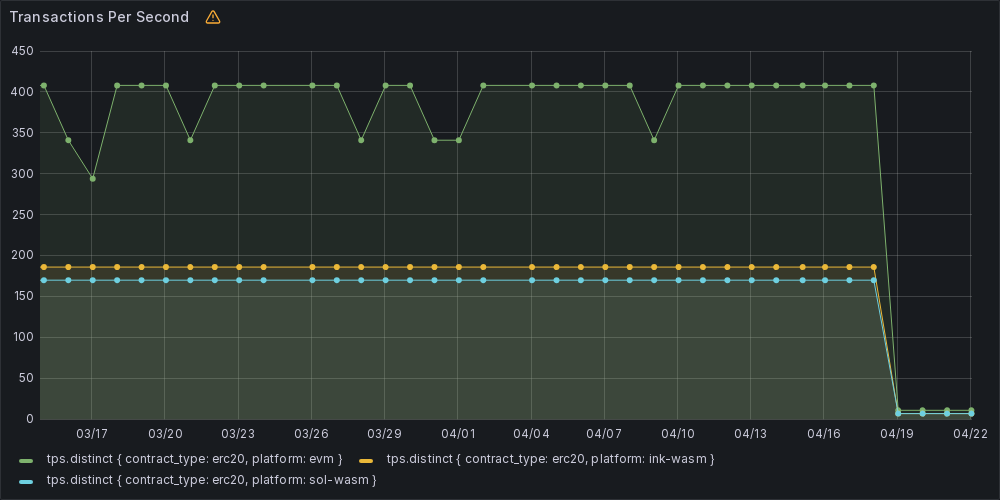 Transactions Per Second
450
400
350
300
250
200
150
100
50
0
03/17 03/20 03/23 03/26 03/29 04/01 04/04 04/07 04/10 04/13 04/16 04/19 04/22
tps.distinct { contract_type: erc20, platform: evm } tps.distinct { contract_type: erc20, platform: ink-wasm }
tps.distinct { contract_type: erc20, platform: sol-wasm }